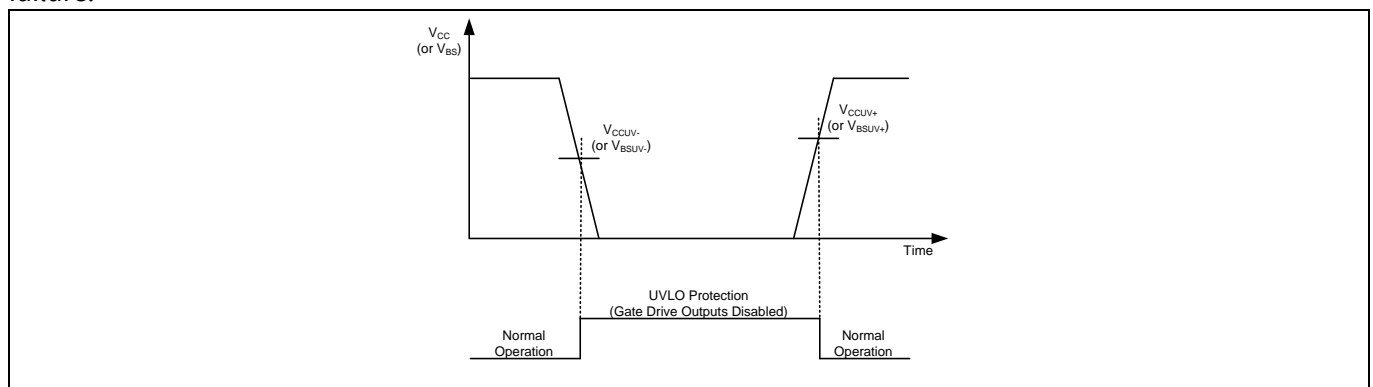 V_CC
(or V_BS)
V_CCUV-
(or V_BSUV-)
V_CCUV+
(or V_BSUV+)
Time
UVLO Protection
(Gate Drive Outputs Disabled)
Normal
Operation
Normal
Operation